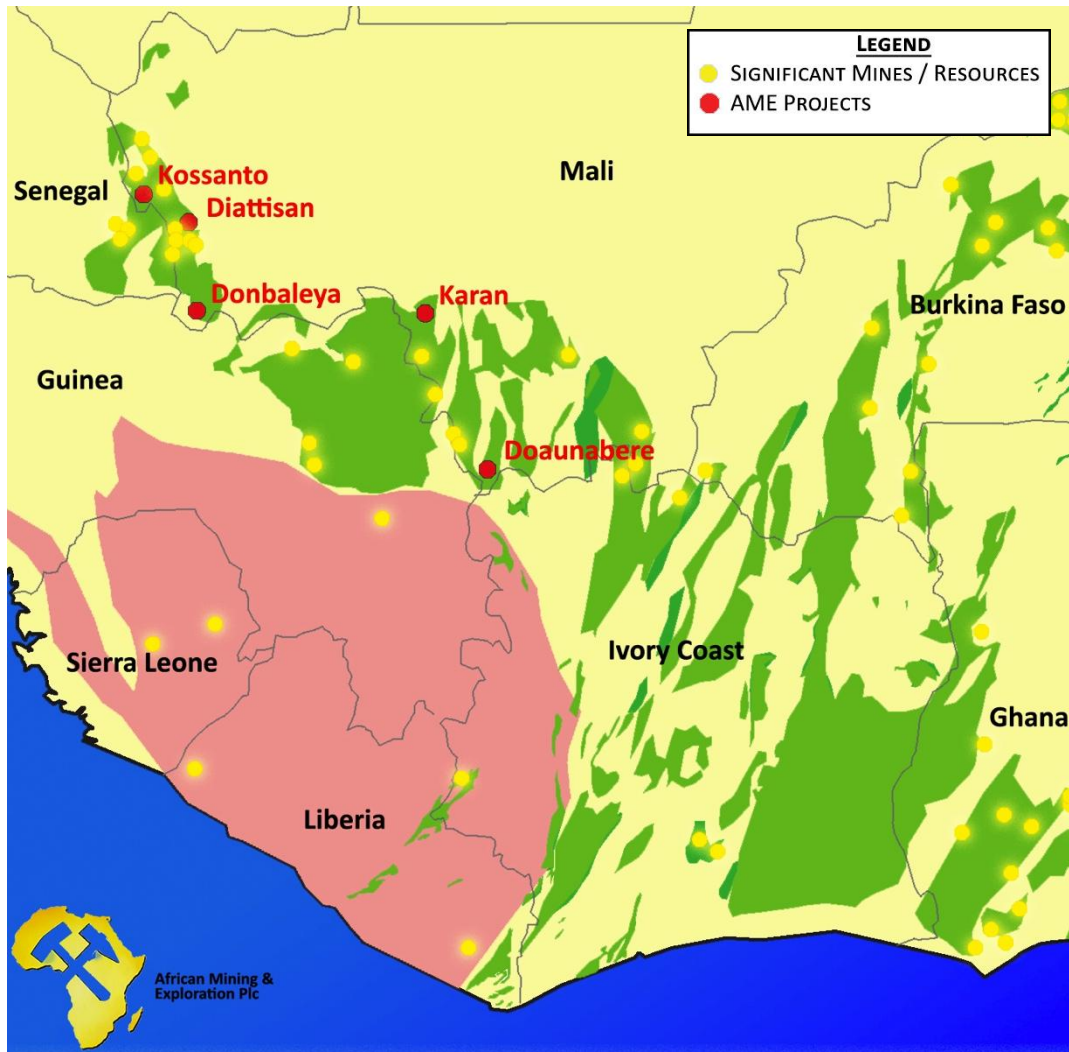 LEGEND
SIGNIFICANT MINES / RESOURCES
AME PROJECTS
Mali
Kossanto
Senegal
Diattisan
Donbaleya
Karan
Burkina Faso
Guinea
Doaunabere
Ivory Coast
Sierra Leone
Ghana
Liberia
African Mining &
Exploration Plc